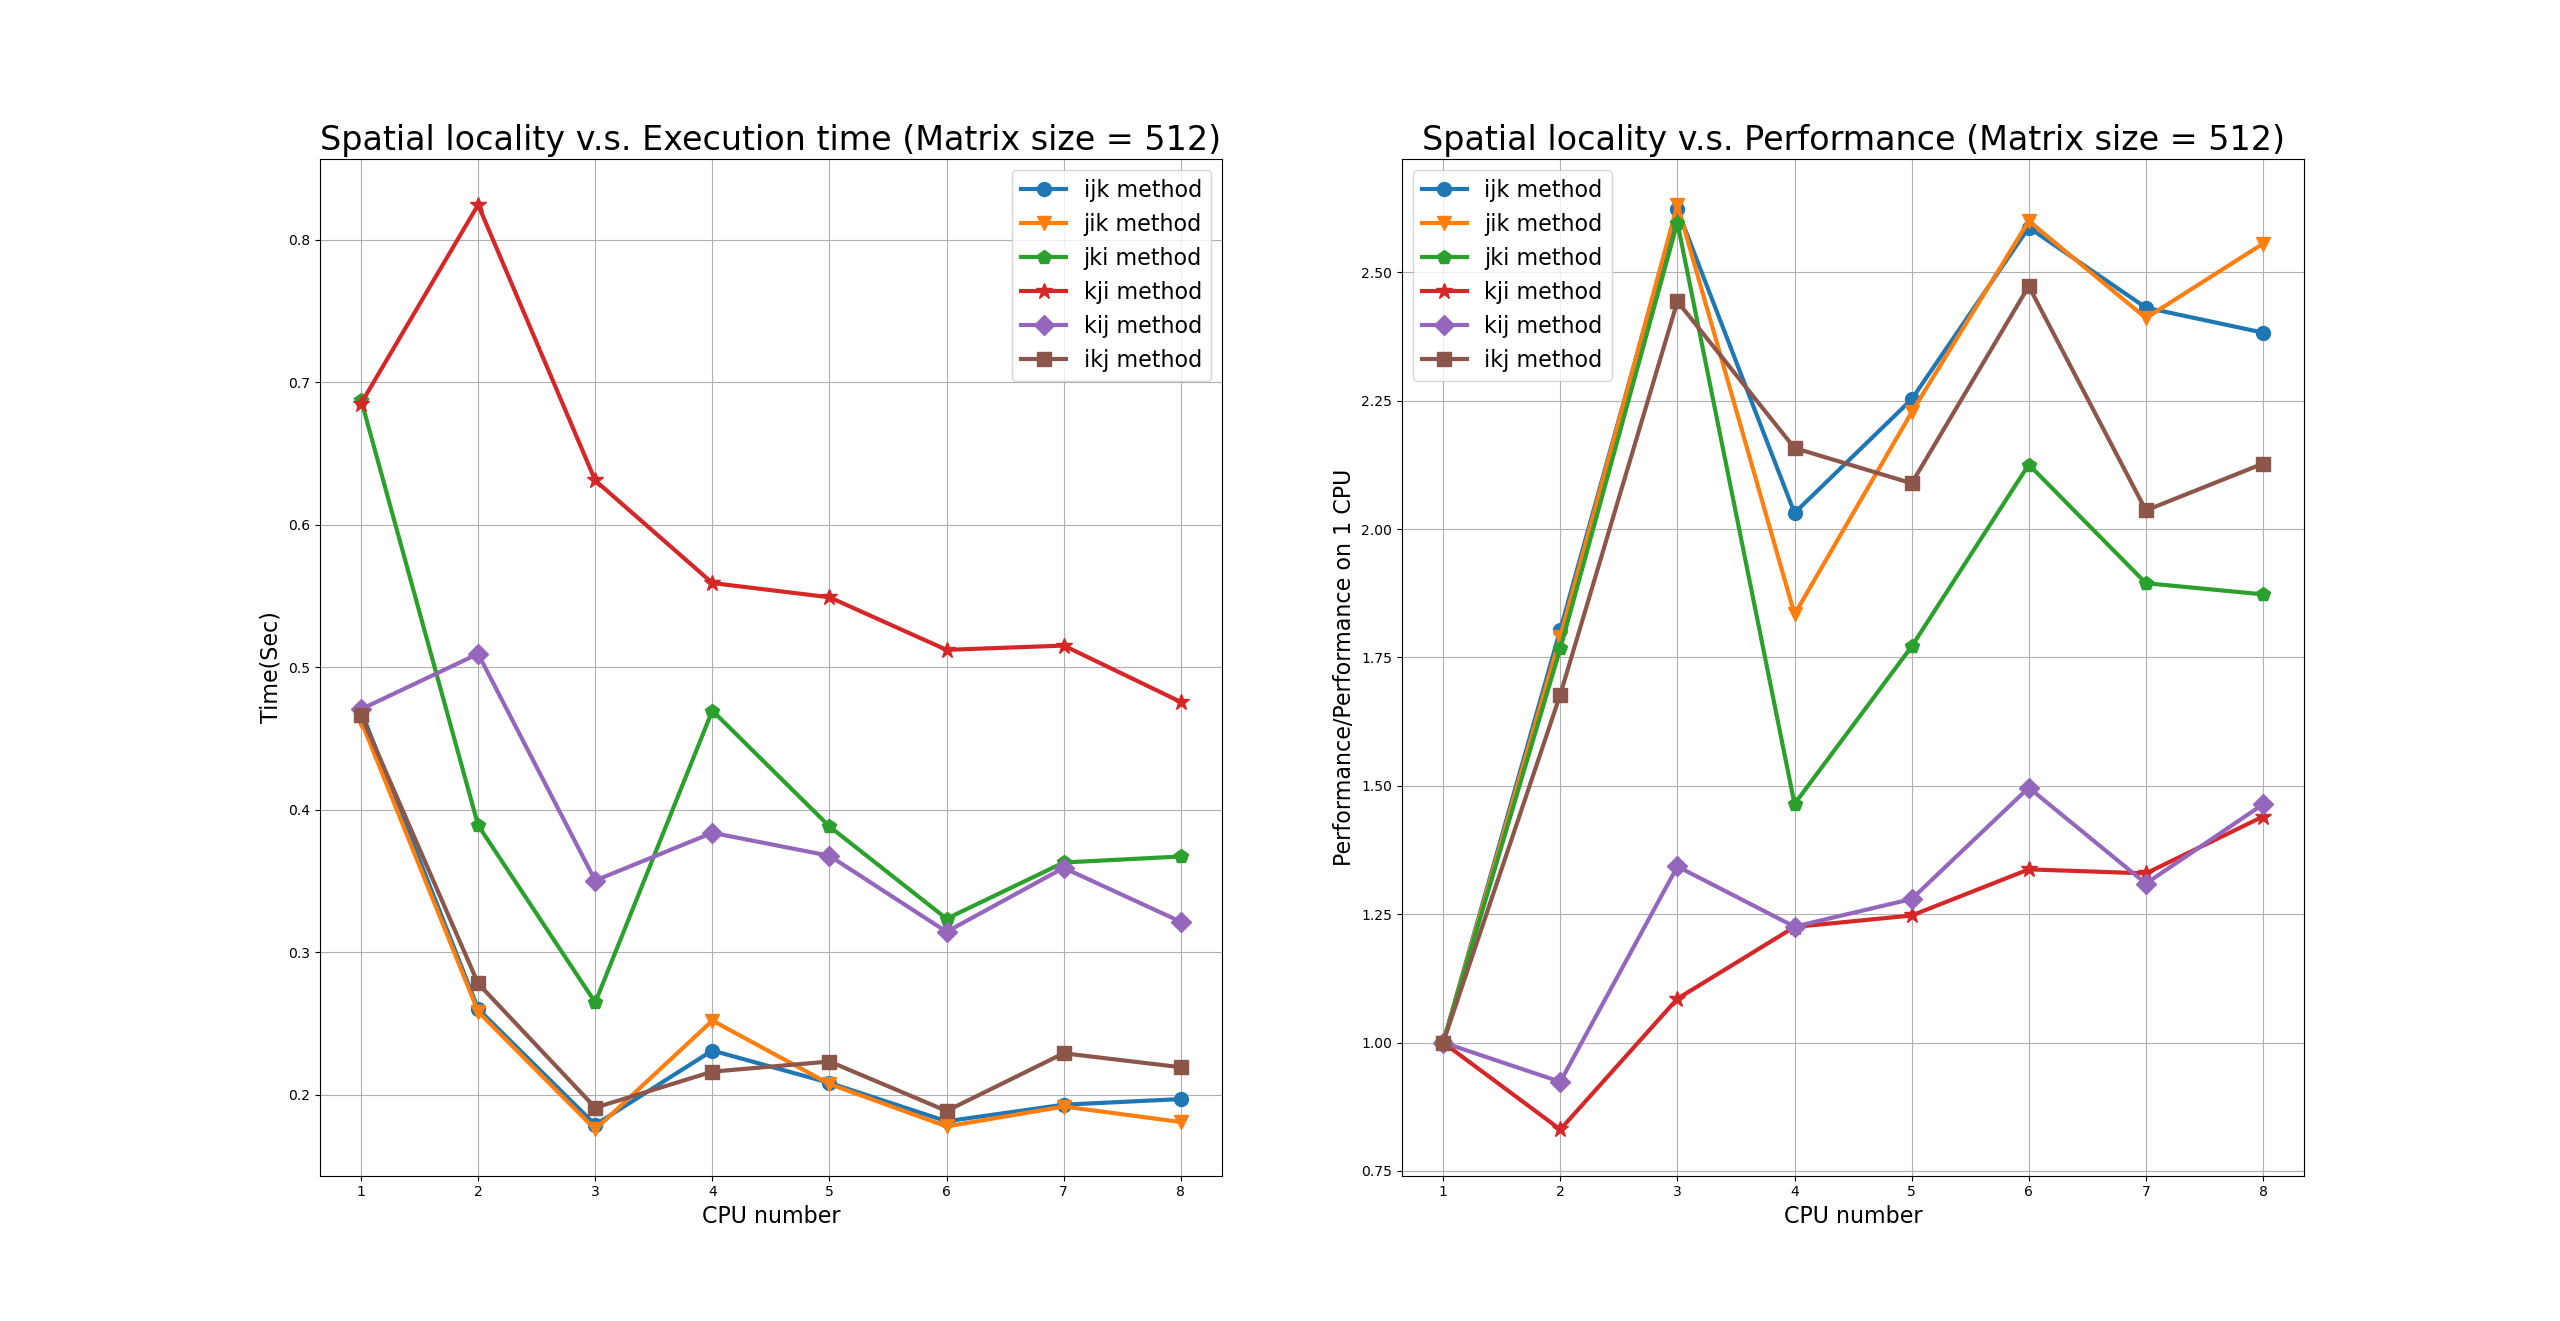 Spatial locality v.s. Execution time (Matrix size = 512)
ijk method
jik method
jki method
kji method
kij method
ikj method
0.8
0.7
0.6
0.5
0.4
0.3
0.2
Time(Sec)
1 2 3 4 5 6 7 8
CPU number
Spatial locality v.s. Performance (Matrix size = 512)
ijk method
jik method
jki method
kji method
kij method
ikj method
2.50
2.25
2.00
1.75
1.50
1.25
1.00
0.75
Performance/Performance on 1 CPU
1 2 3 4 5 6 7 8
CPU number